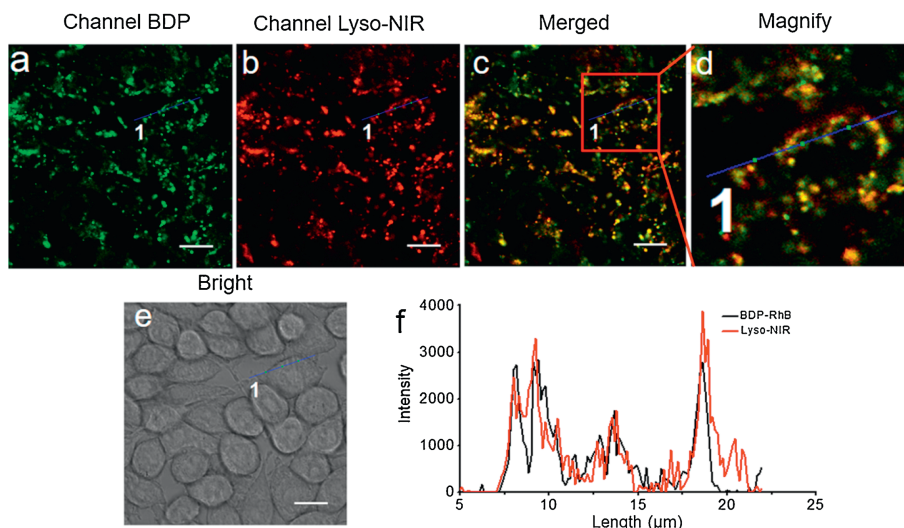 Channel BDP Channel Lyso-NIR Merged Magnify
a b c d
1 1 1 1
Bright
e f
1
BDP-RhB
Lyso-NIR
4000
3000
2000
1000
0
Intensity
5 10 15 20 25
Length (μm)